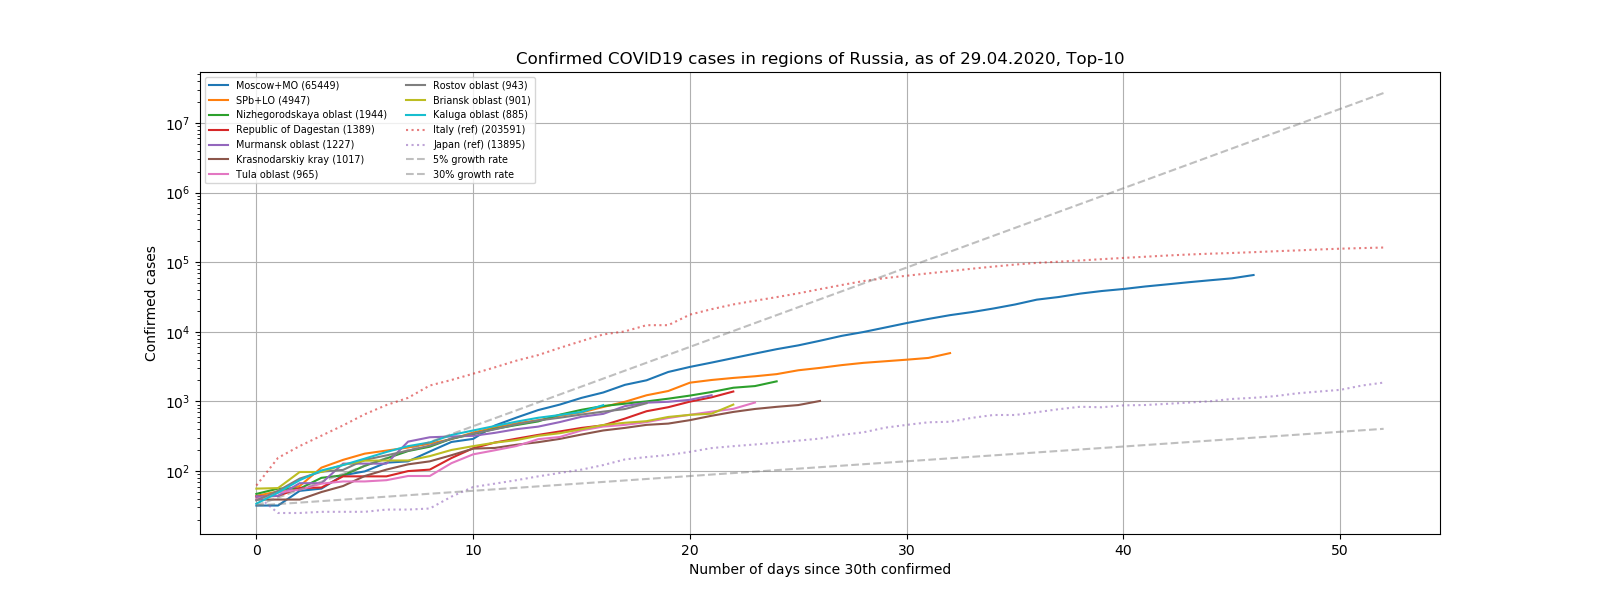 Confirmed COVID19 cases in regions of Russia, as of 29.04.2020, Top-10
Moscow+MO (65449)
SPb+LO (4947)
Nizhegorodskaya oblast (1944)
Republic of Dagestan (1389)
Murmansk oblast (1227)
Krasnodarskiy kray (1017)
Tula oblast (965)
Rostov oblast (943)
Briansk oblast (901)
Kaluga oblast (885)
Italy (ref) (203591)
Japan (ref) (13895)
5% growth rate
30% growth rate
Confirmed cases
10⁷
10⁶
10⁵
10⁴
10³
10²
0 10 20 30 40 50
Number of days since 30th confirmed